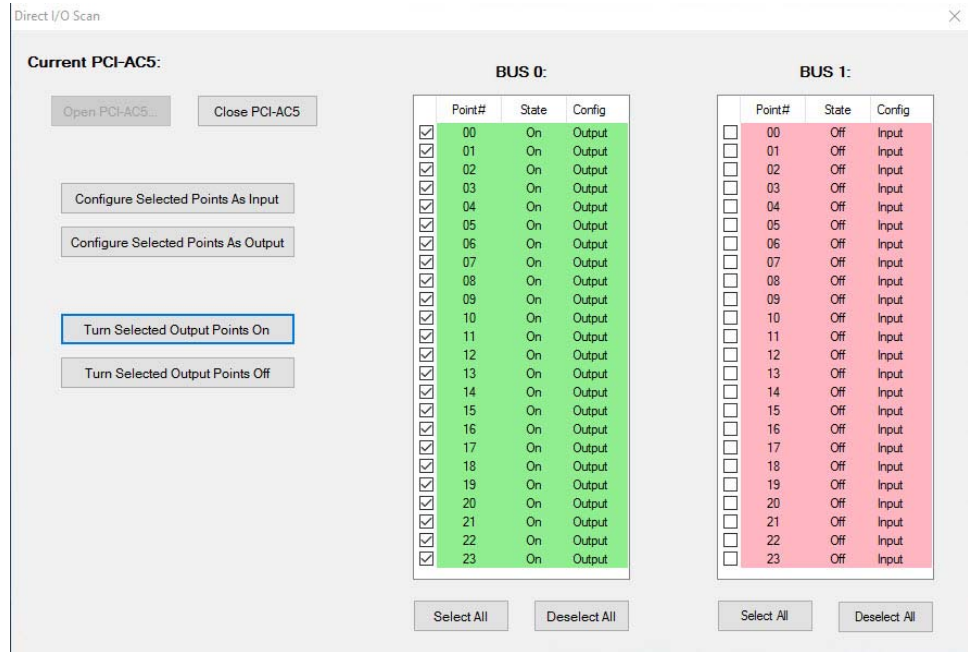 Direct I/O Scan
Current PCI-AC5:
Open PCI-AC5...
Close PCI-AC5
Configure Selected Points As Input
Configure Selected Points As Output
Turn Selected Output Points On
Turn Selected Output Points Off
BUS 0:
Point# State Config
00 On Output
01 On Output
02 On Output
03 On Output
04 On Output
05 On Output
06 On Output
07 On Output
08 On Output
09 On Output
10 On Output
11 On Output
12 On Output
13 On Output
14 On Output
15 On Output
16 On Output
17 On Output
18 On Output
19 On Output
20 On Output
21 On Output
22 On Output
23 On Output
Select All
Deselect All
BUS 1:
Point# State Config
00 Off Input
01 Off Input
02 Off Input
03 Off Input
04 Off Input
05 Off Input
06 Off Input
07 Off Input
08 Off Input
09 Off Input
10 Off Input
11 Off Input
12 Off Input
13 Off Input
14 Off Input
15 Off Input
16 Off Input
17 Off Input
18 Off Input
19 Off Input
20 Off Input
21 Off Input
22 Off Input
23 Off Input
Select All
Deselect All